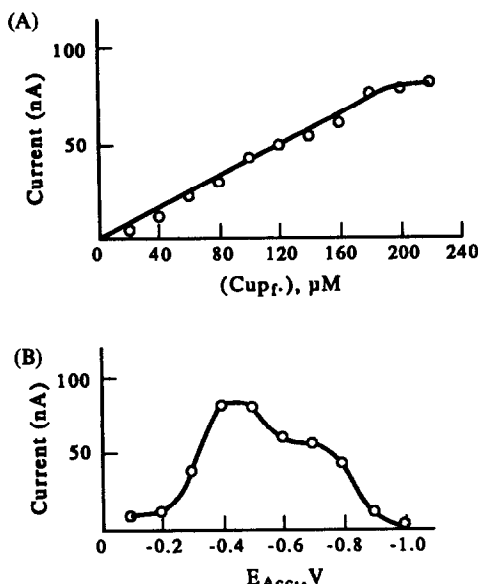 (A)
100
50
Current (nA)
0 40 80 120 160 200 240
(Cupf.), µM
(B)
100
50
Current (nA)
0 -0.2 -0.4 -0.6 -0.8 -1.0
EAcc., V